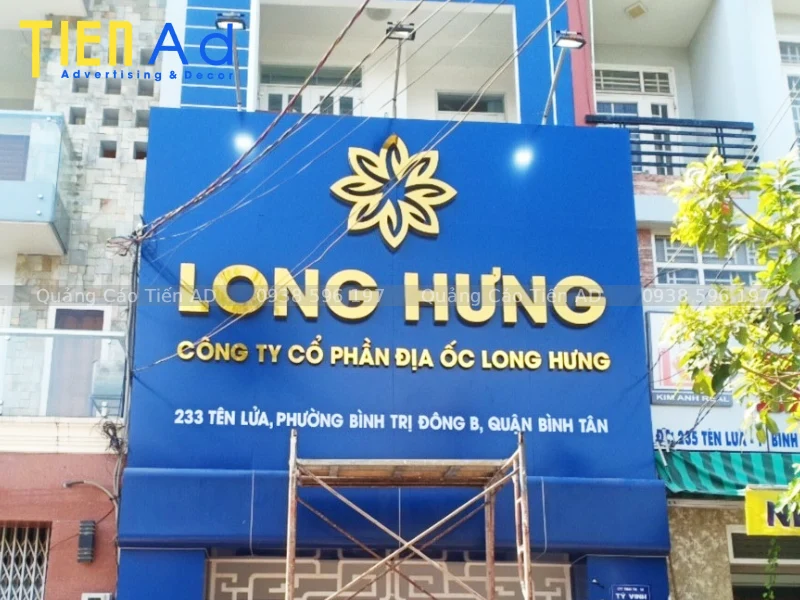 TIEN Ad
Advertising & Decor
LONG HƯNG
Quảng Cáo Tiến AD 0938 596 197 Quảng Cáo Tiến AD 0938 596 197
CÔNG TY CỔ PHẦN ĐỊA ỐC LONG HƯNG
233 TÊN LỬA, PHƯỜNG BÌNH TRỊ ĐÔNG B, QUẬN BÌNH TÂN
KIM ANH REAL
ĐC: 235 TÊN LỬA - BÌNH